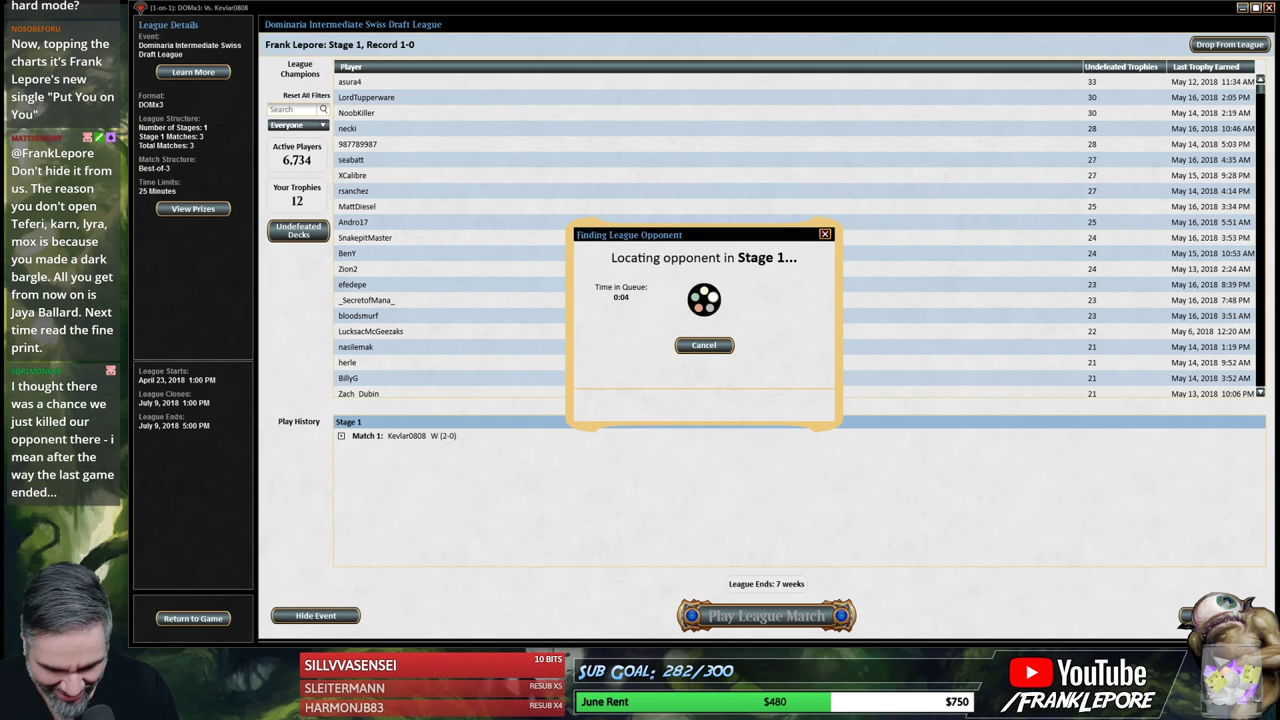 hard mode?
NOSOBEFORU
Now, topping the
charts it's Frank
Lepore's new
single "Put You on
You"
@FrankLepore
Don't hide it from
us. The reason
you don't open
Teferi, karn, lyra,
mox is because
you made a dark
bargle. All you get
from now on is
Jaya Ballard. Next
time read the fine
print.
SQRLMONGER
I thought there
was a chance we
just killed our
opponent there - i
mean after the
way the last game
ended...
(1-on-1): DOMx3: Vs. Kevlar0808
League Details
Event:
Dominaria Intermediate Swiss
Draft League
Learn More
Format:
DOMx3
League Structure:
Number of Stages: 1
Stage 1 Matches: 3
Total Matches: 3
Match Structure:
Best-of-3
Time Limits:
25 Minutes
View Prizes
League Starts:
April 23, 2018 1:00 PM
League Closes:
July 9, 2018 1:00 PM
League Ends:
July 9, 2018 5:00 PM
Return to Game
Dominaria Intermediate Swiss Draft League
Frank Lepore: Stage 1, Record 1-0
Drop From League
League
Champions
Reset All Filters
Search
Everyone
Active Players
6,734
Your Trophies
12
Undefeated
Decks
Player Undefeated Trophies Last Trophy Earned
asura4 33 May 12, 2018 11:34 AM
LordTupperware 30 May 16, 2018 2:05 PM
NoobKiller 30 May 14, 2018 2:19 AM
necki 28 May 16, 2018 10:46 AM
987789987 28 May 14, 2018 5:03 PM
seabatt 27 May 16, 2018 4:35 AM
XCalibre 27 May 15, 2018 9:28 PM
rsanchez 27 May 14, 2018 4:14 PM
MattDiesel 25 May 16, 2018 3:34 PM
Andro17 25 May 16, 2018 5:51 AM
SnakepitMaster 24 May 16, 2018 3:53 PM
BenY 24 May 15, 2018 10:53 AM
Zion2 24 May 13, 2018 2:24 AM
efedepe 23 May 16, 2018 8:39 PM
_SecretofMana_ 23 May 16, 2018 7:48 PM
bloodsmurf 23 May 16, 2018 3:51 AM
LucksacMcGeezaks 22 May 6, 2018 12:20 AM
nasilemak 21 May 14, 2018 1:19 PM
herle 21 May 14, 2018 9:52 AM
BillyG 21 May 14, 2018 3:52 AM
Zach_Dubin 21 May 13, 2018 10:06 PM
Finding League Opponent
Locating opponent in Stage 1...
Time in Queue:
0:04
Cancel
Play History
Stage 1
Match 1: Kevlar0808 W (2-0)
League Ends: 7 weeks
Hide Event
Play League Match
SILLVVASENSEI 10 BITS
SLEITERMANN RESUB X5
HARMONJB83 RESUB X4
SUB GOAL: 282/300
June Rent $480 $750
YouTube
/FRANKLEPORE